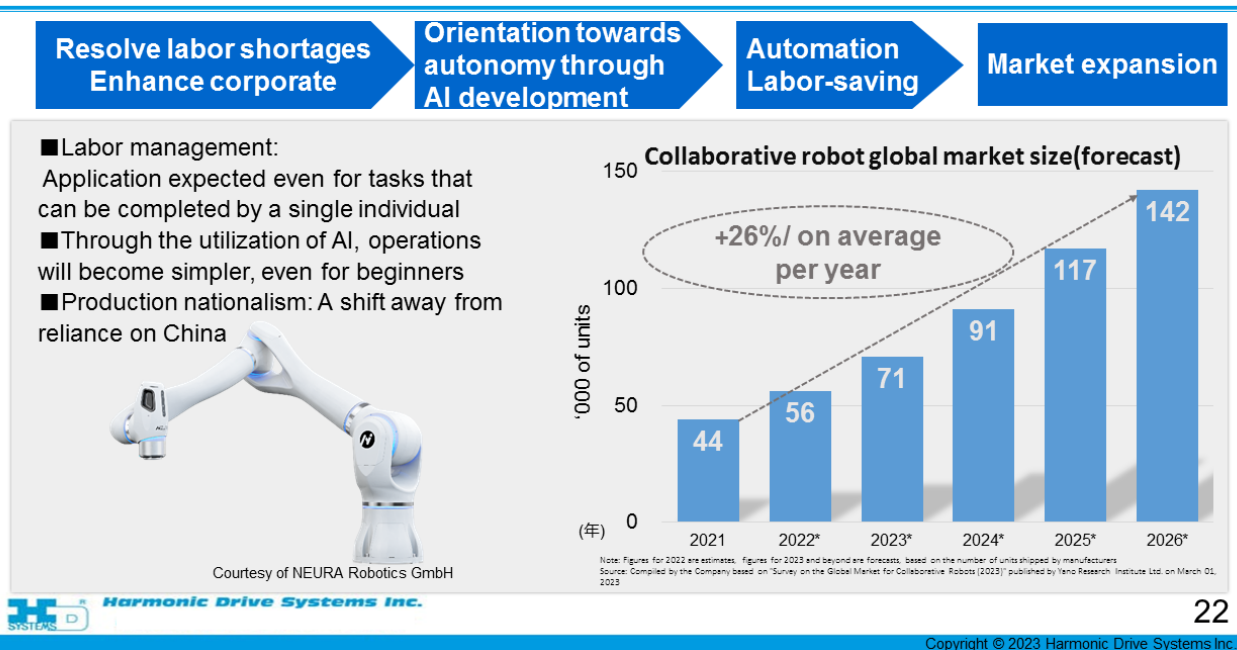 Resolve labor shortages
Enhance corporate
Orientation towards
autonomy through
AI development
Automation
Labor-saving
Market expansion
■Labor management:
Application expected even for tasks that
can be completed by a single individual
■Through the utilization of AI, operations
will become simpler, even for beginners
■Production nationalism: A shift away from
reliance on China
Courtesy of NEURA Robotics GmbH
Collaborative robot global market size(forecast)
+26%/ on average
per year
'000 of units
150
100
50
0
44
56
71
91
117
142
(年)
2021
2022*
2023*
2024*
2025*
2026*
Note: Figures for 2022 are estimates, figures for 2023 and beyond are forecasts, based on the number of units shipped by manufacturers
Source: Compiled by the Company based on "Survey on the Global Market for Collaborative Robots (2023)" published by Yano Research Institute Ltd. on March 01,
2023
HD
SYSTEMS
®
Harmonic Drive Systems Inc.
22
Copyright © 2023 Harmonic Drive Systems Inc.